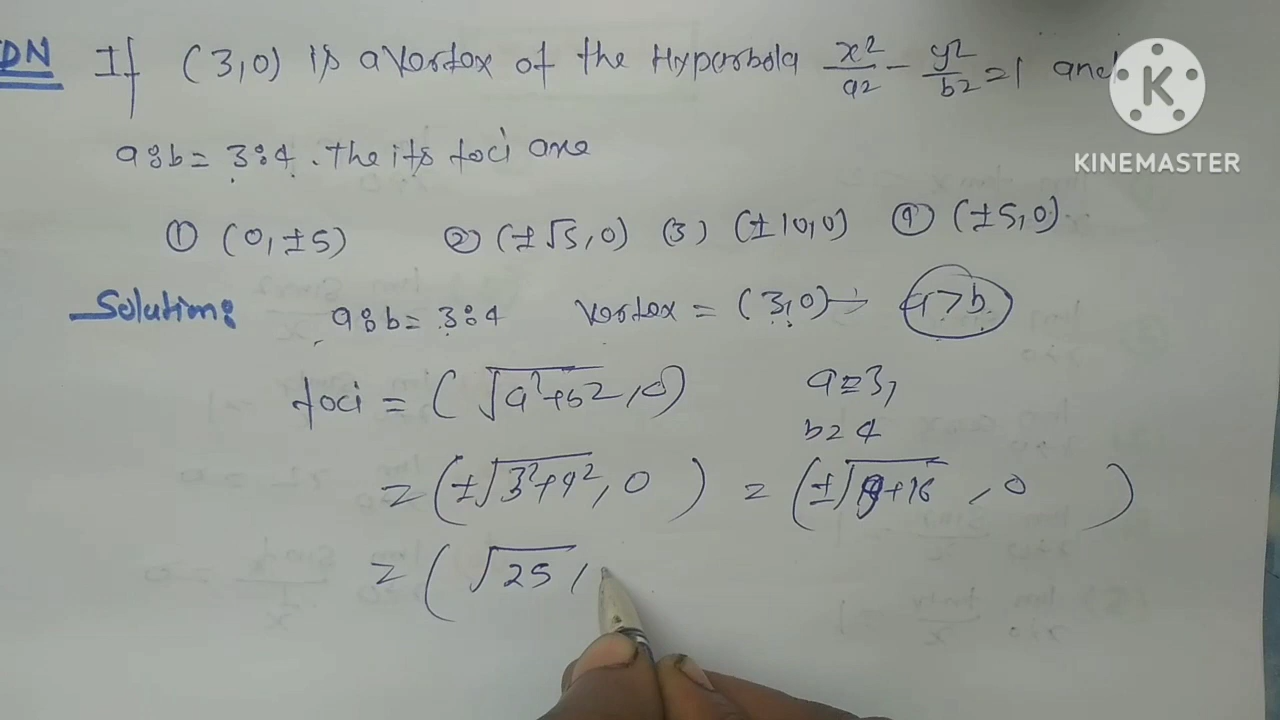 DN If (3,0) is a vertex of the Hyperbola x²/a² - y²/b² = 1 and
KINEMASTER
a:b = 3:4. The its foci are
① (0,±5) ② (±√5,0) (3) (±10,0) ④ (±5,0)
Solution: a:b = 3:4 vertex = (3,0) → a>b
foci = (√a²+b², 0) a=3,
b=4
= (±√3²+4², 0) = (±√9+16, 0)
= (√25,